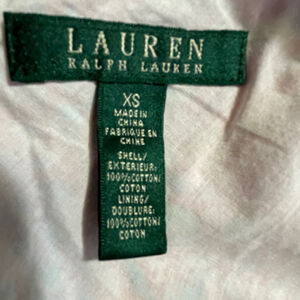 LAUREN
RALPH LAUREN
XS
MADE IN
CHINA
FABRIQUE EN
CHINE
SHELL/
EXTERIEUR:
100%COTTON/
COTON
LINING/
DOUBLURE:
100%COTTON/
COTON